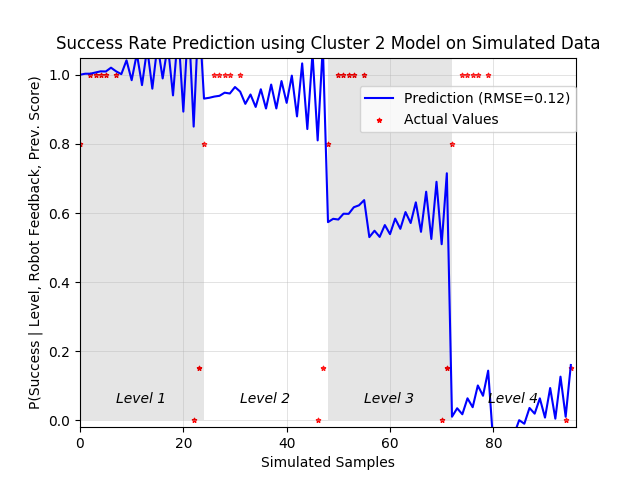 Success Rate Prediction using Cluster 2 Model on Simulated Data
P(Success | Level, Robot Feedback, Prev. Score)
1.0
0.8
0.6
0.4
0.2
0.0
Prediction (RMSE=0.12)
Actual Values
Level 1
Level 2
Level 3
Level 4
0
20
40
60
80
Simulated Samples